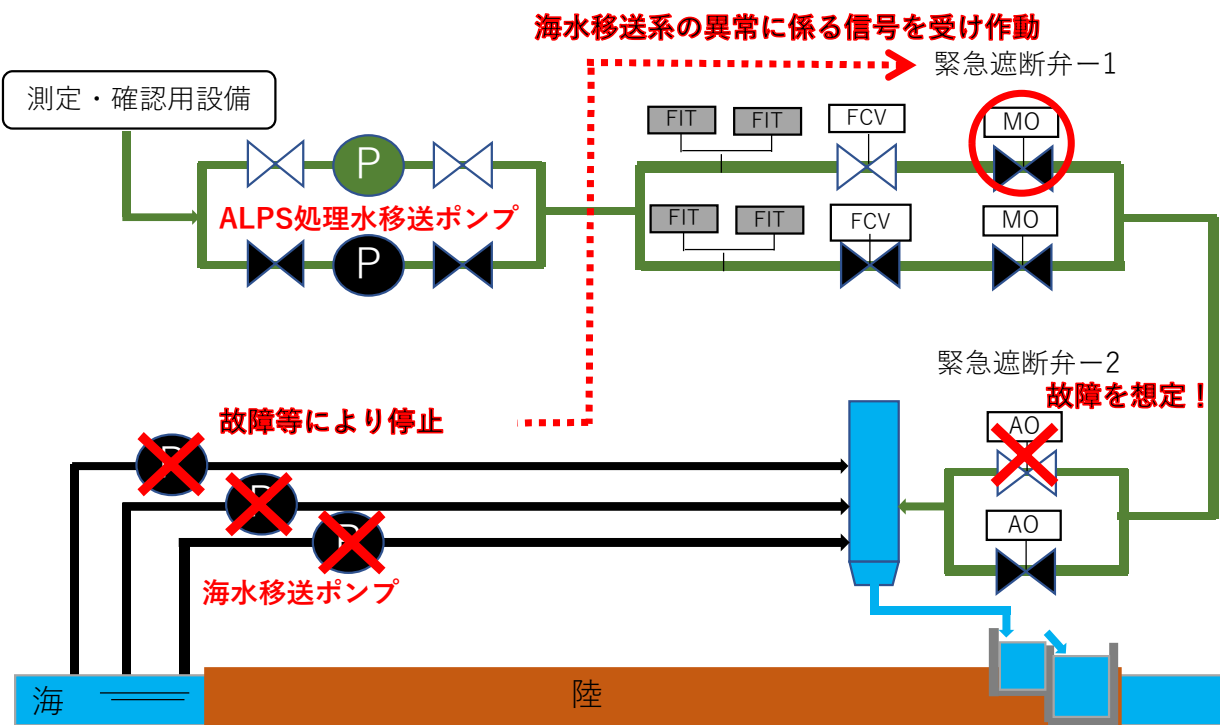 海水移送系の異常に係る信号を受け作動
緊急遮断弁ー1
測定・確認用設備
FIT
FIT
FCV
MO
P
ALPS処理水移送ポンプ
FIT
FIT
FCV
MO
P
緊急遮断弁ー2
故障を想定！
故障等により停止
AO
P
P
AO
P
海水移送ポンプ
海
陸